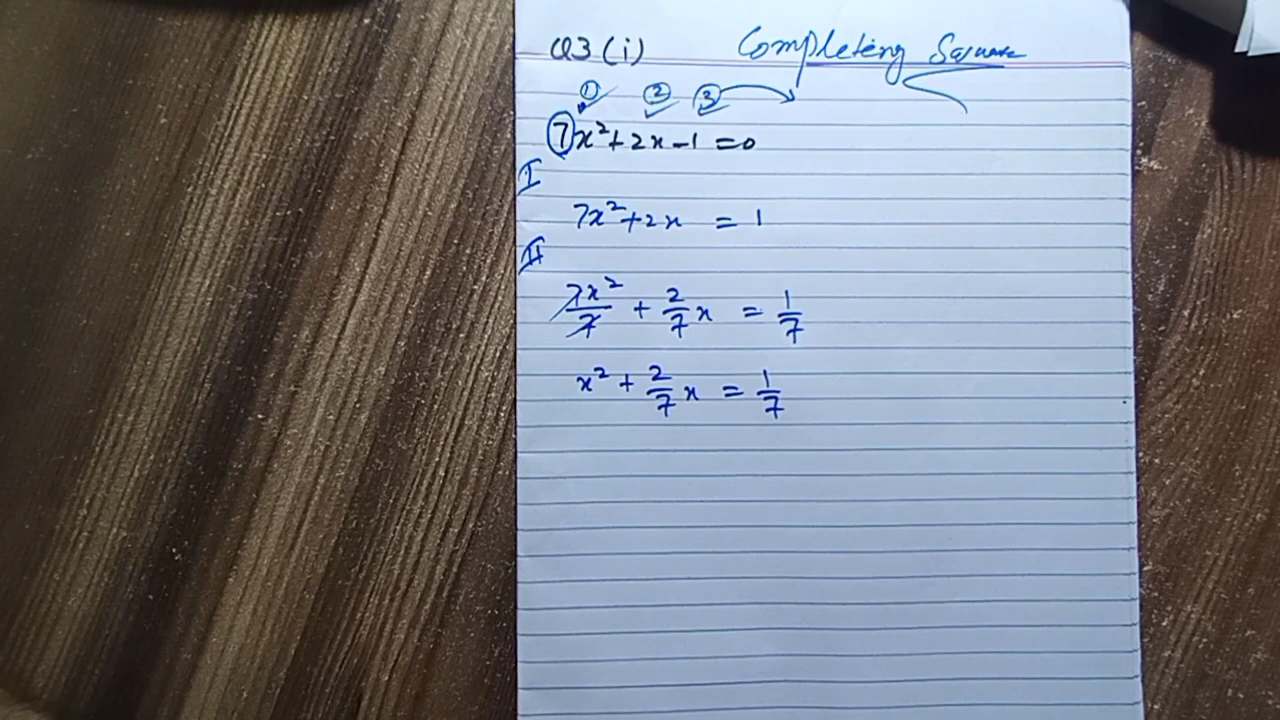 Q3 (i) Completing Square
① ② ③
7x² + 2x - 1 = 0
I
7x² + 2x = 1
II
7x²/7 + 2/7 x = 1/7
x² + 2/7 x = 1/7